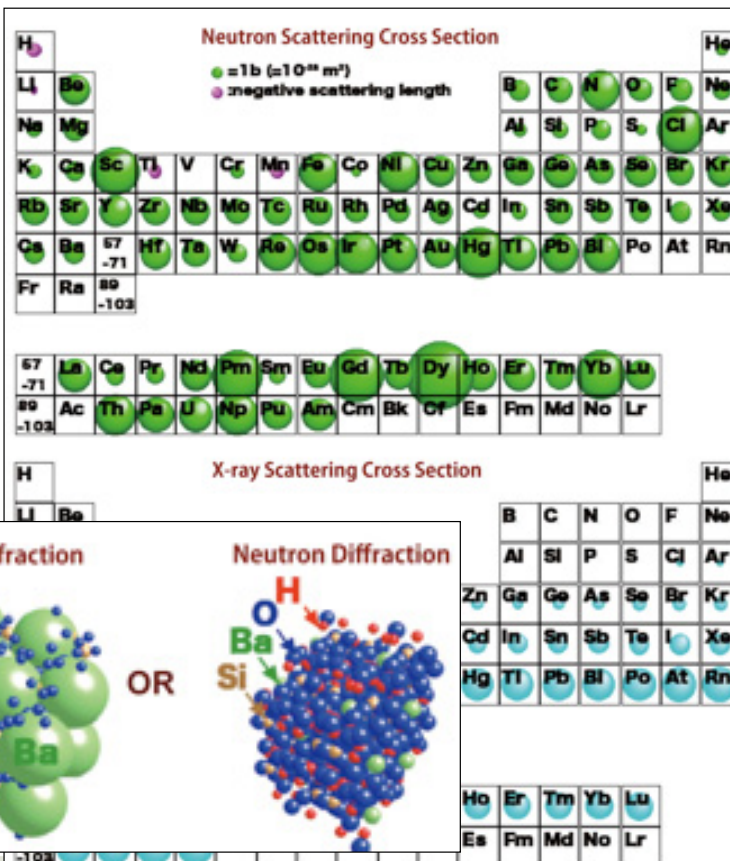 Neutron Scattering Cross Section
H He
=1b (=10⁻²⁸ m²)
:negative scattering length
Li Be B C N O F Ne
Na Mg Al Si P S Cl Ar
K Ca Sc Ti V Cr Mn Fe Co Ni Cu Zn Ga Ge As Se Br Kr
Rb Sr Y Zr Nb Mo Tc Ru Rh Pd Ag Cd In Sn Sb Te I Xe
Cs Ba 57 -71 Hf Ta W Re Os Ir Pt Au Hg Tl Pb Bi Po At Rn
Fr Ra 89 -103
57 -71 La Ce Pr Nd Pm Sm Eu Gd Tb Dy Ho Er Tm Yb Lu
89 -103 Ac Th Pa U Np Pu Am Cm Bk Cf Es Fm Md No Lr
X-ray Scattering Cross Section
H He
Li Be B C N O F Ne
Al Si P S Cl Ar
Zn Ga Ge As Se Br Kr
Cd In Sn Sb Te I Xe
Hg Tl Pb Bi Po At Rn
Ho Er Tm Yb Lu
Es Fm Md No Lr
-103
fraction
Ba
OR
Neutron Diffraction
H
O
Ba
Si